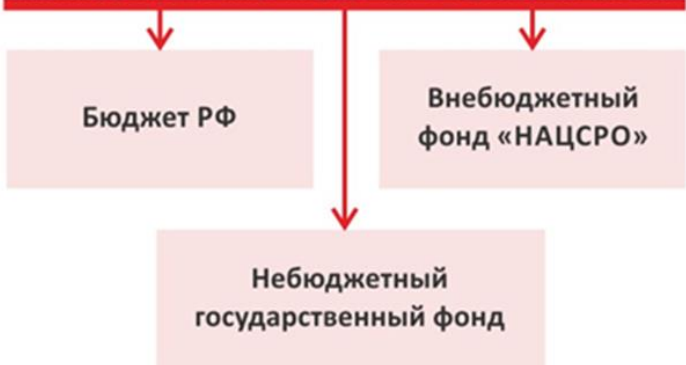 Бюджет РФ
Внебюджетный
фонд «НАЦСРО»
Небюджетный
государственный фонд